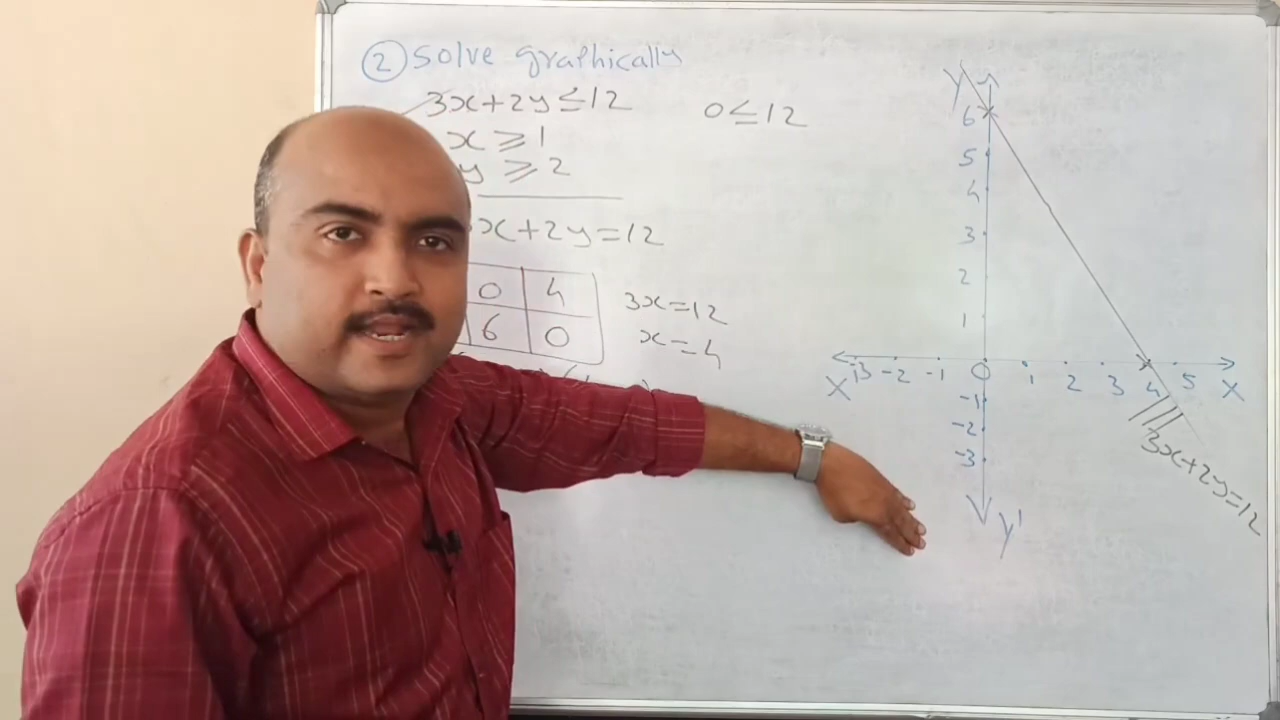 ② Solve graphically
3x+2y≤12
0≤12
x⩾1
y⩾2
x+2y=12
0 4
6 0
3x=12
x=4
Y
6
5
4
3
2
1
X -3 -2 -1 0 1 2 3 4 5 X
-1
-2
-3
Y'
3x+2y=12